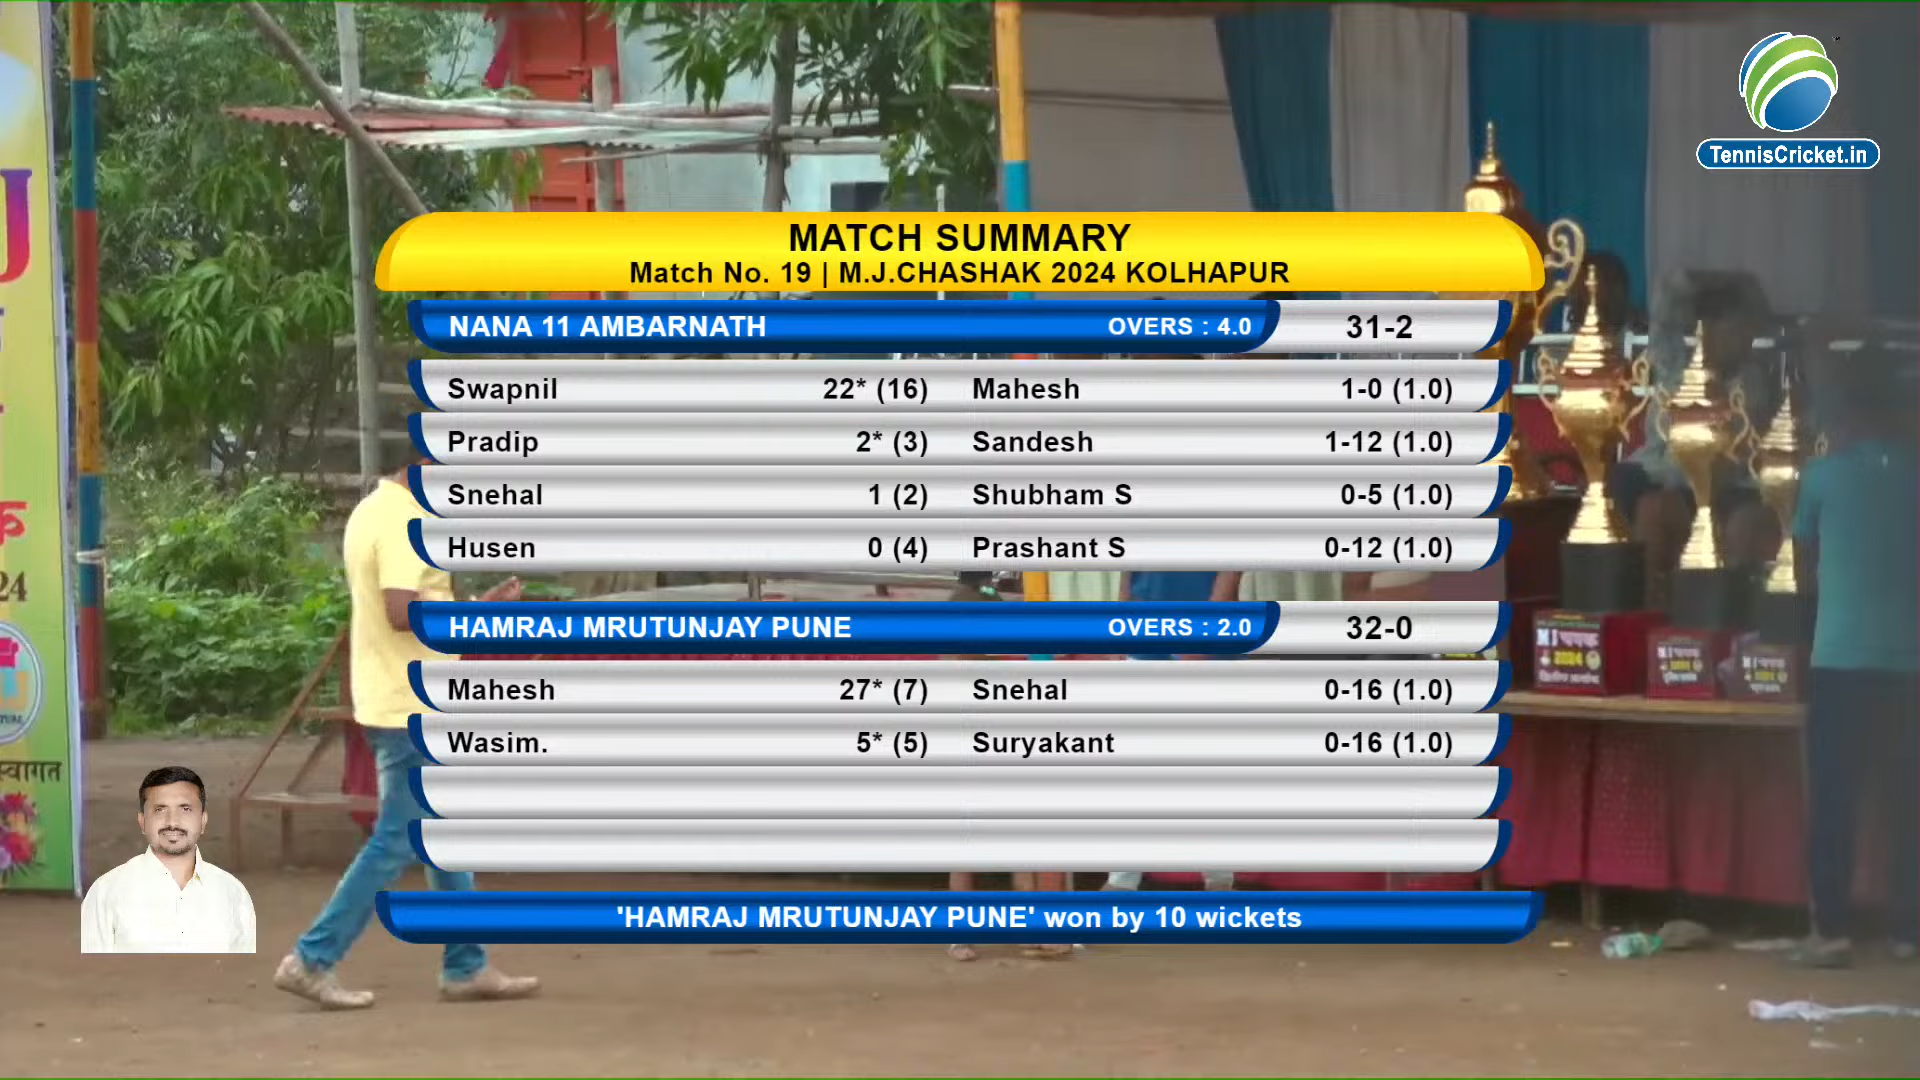 TennisCricket.in
MATCH SUMMARY
Match No. 19 | M.J.CHASHAK 2024 KOLHAPUR
NANA 11 AMBARNATH OVERS : 4.0 31-2
Swapnil 22* (16) Mahesh 1-0 (1.0)
Pradip 2* (3) Sandesh 1-12 (1.0)
Snehal 1 (2) Shubham S 0-5 (1.0)
Husen 0 (4) Prashant S 0-12 (1.0)
HAMRAJ MRUTUNJAY PUNE OVERS : 2.0 32-0
Mahesh 27* (7) Snehal 0-16 (1.0)
Wasim. 5* (5) Suryakant 0-16 (1.0)
'HAMRAJ MRUTUNJAY PUNE' won by 10 wickets
24
स्वागत
चषक
2024